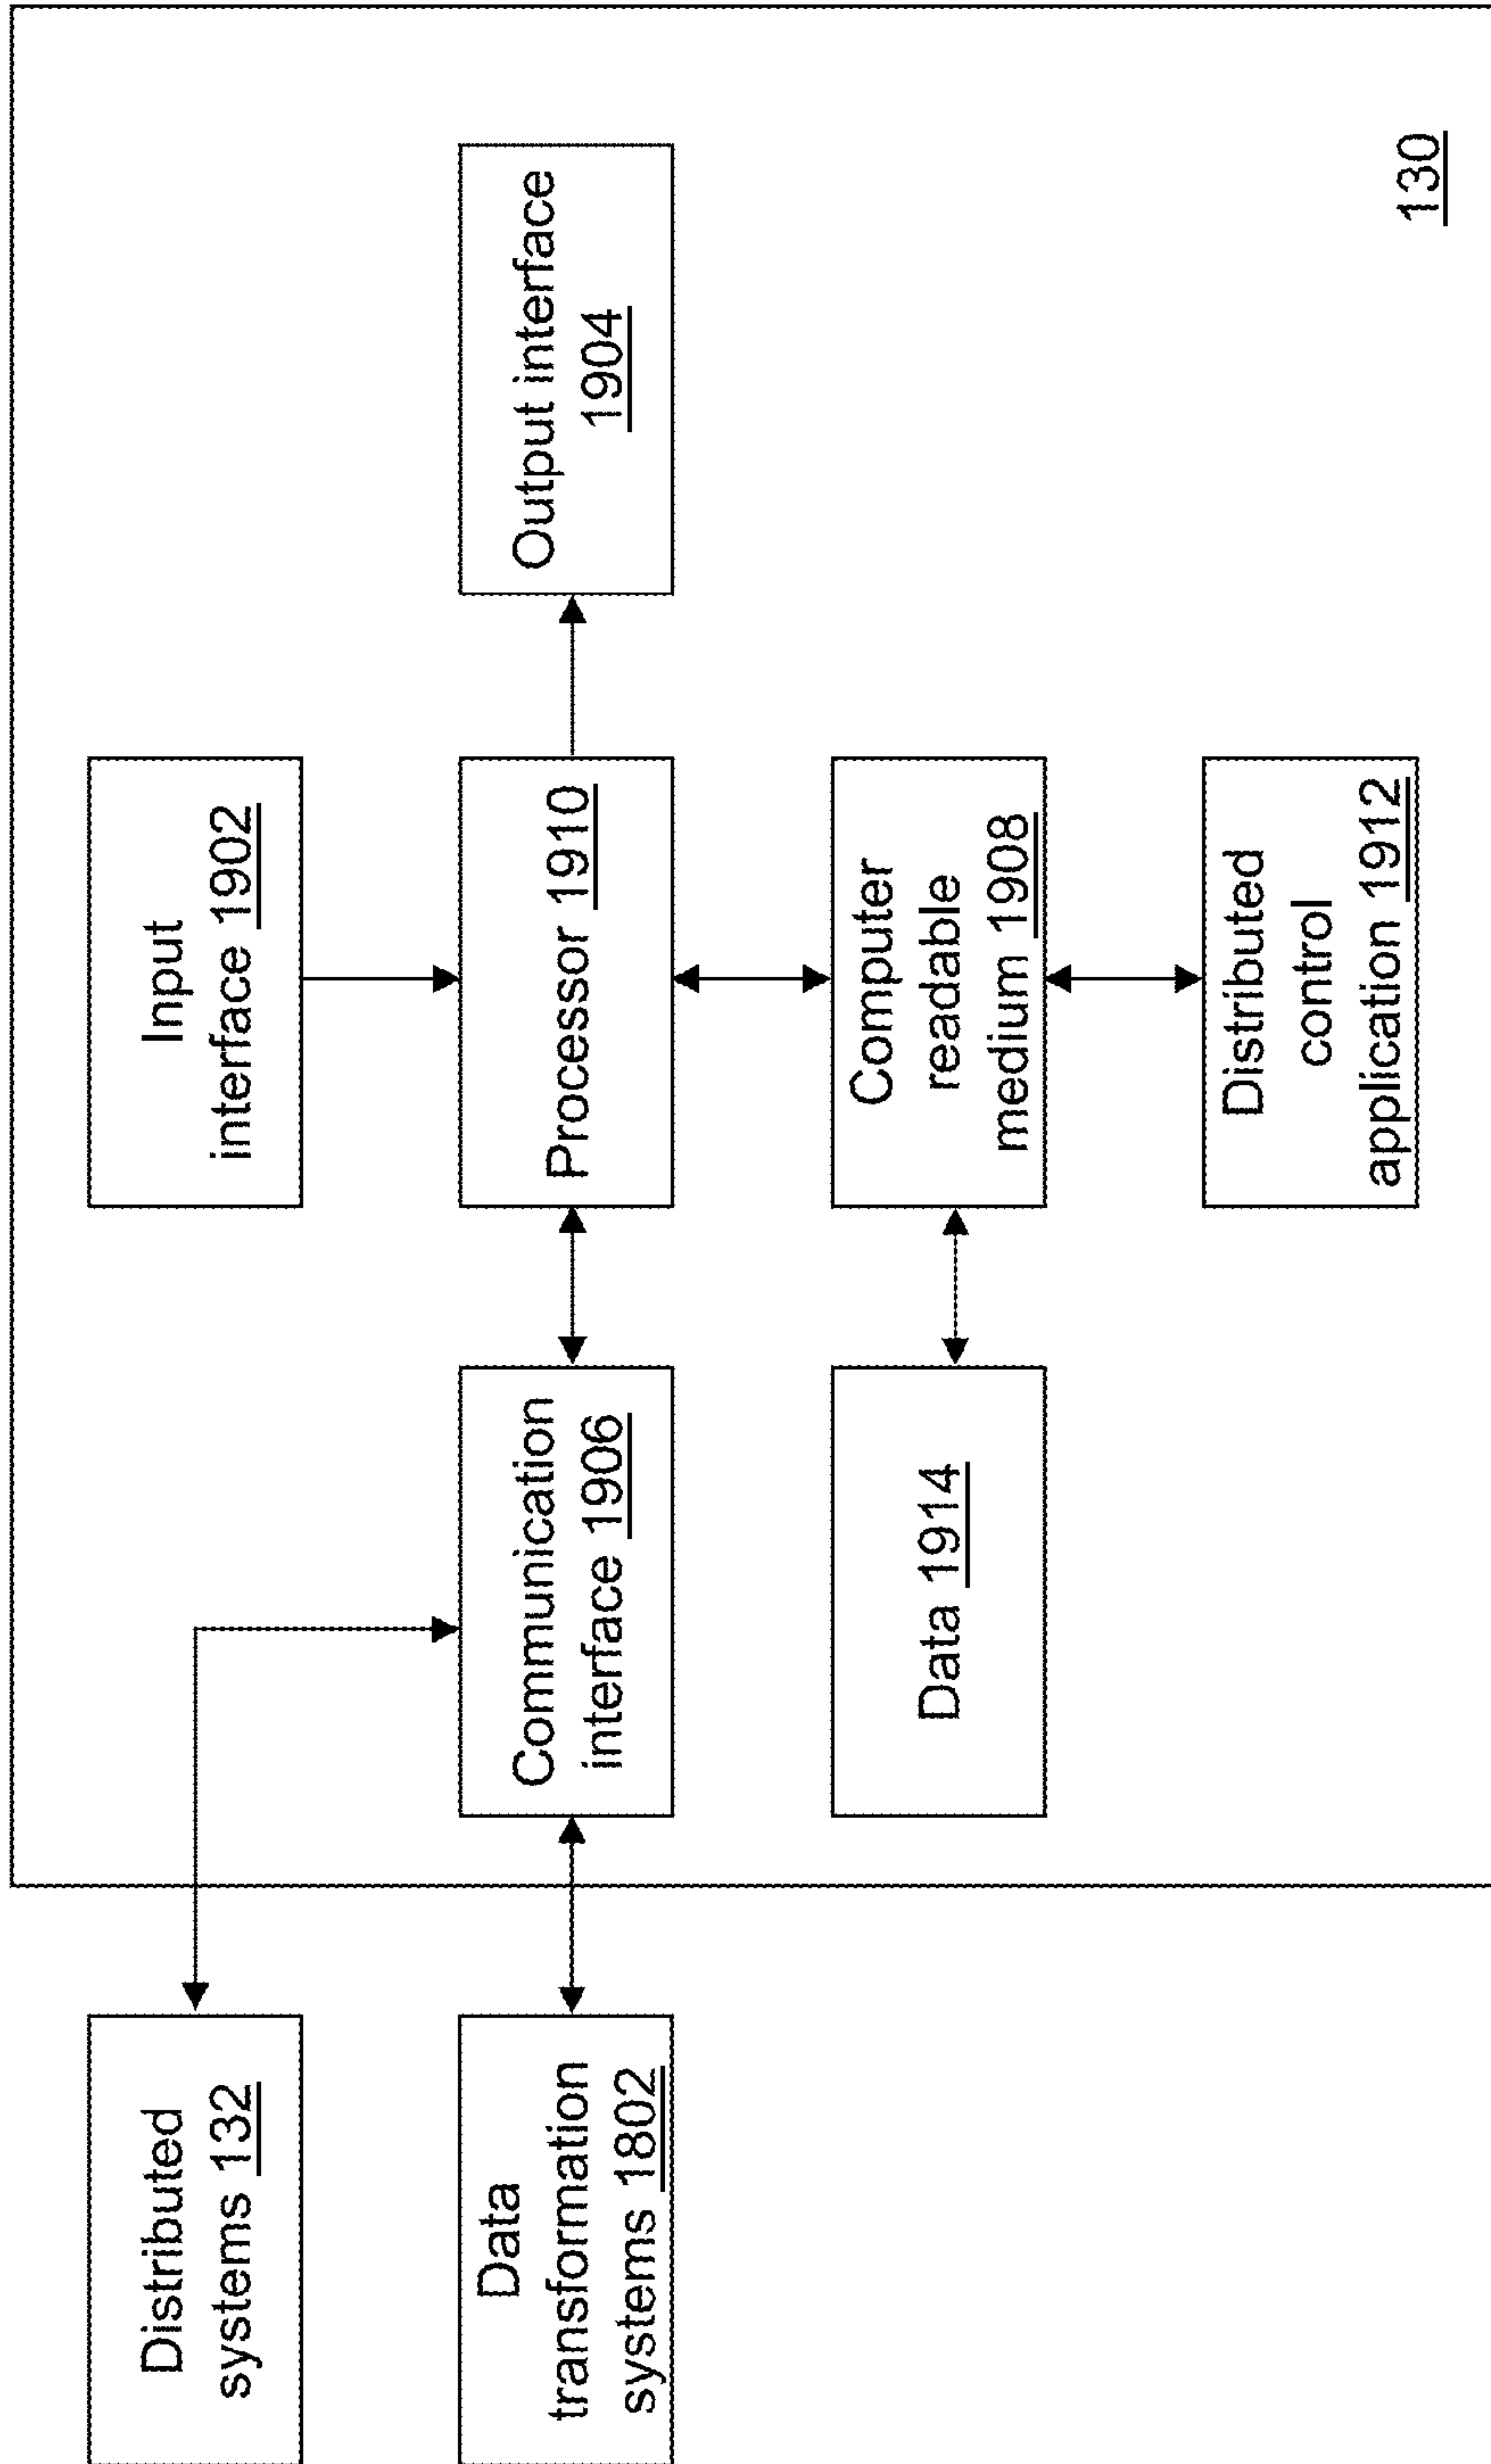 Distributed
systems 132
Data
transformation
systems 1802
Communication
interface 1906
Data 1914
Input
interface 1902
Processor 1910
Computer
readable
medium 1908
Distributed
control
application 1912
Output interface
1904
130